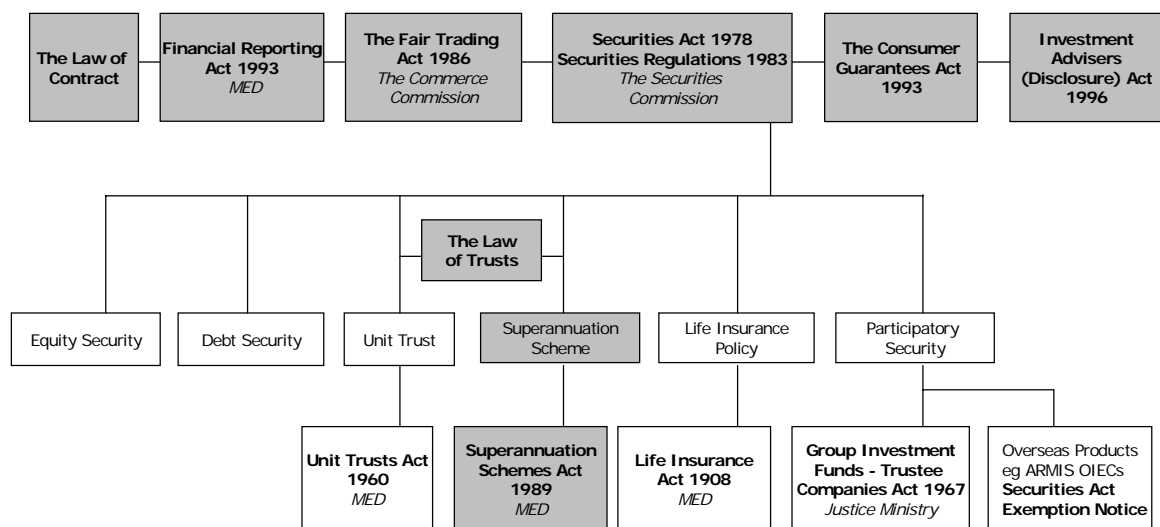 The Law of
Contract
Financial Reporting
Act 1993
MED
The Fair Trading
Act 1986
The Commerce
Commission
Securities Act 1978
Securities Regulations 1983
The Securities
Commission
The Consumer
Guarantees Act
1993
Investment
Advisers
(Disclosure) Act
1996
The Law
of Trusts
Equity Security
Debt Security
Unit Trust
Superannuation
Scheme
Life Insurance
Policy
Participatory
Security
Unit Trusts Act
1960
MED
Superannuation
Schemes Act
1989
MED
Life Insurance
Act 1908
MED
Group Investment
Funds - Trustee
Companies Act 1967
Justice Ministry
Overseas Products
eg ARMIS OIECs
Securities Act
Exemption Notice